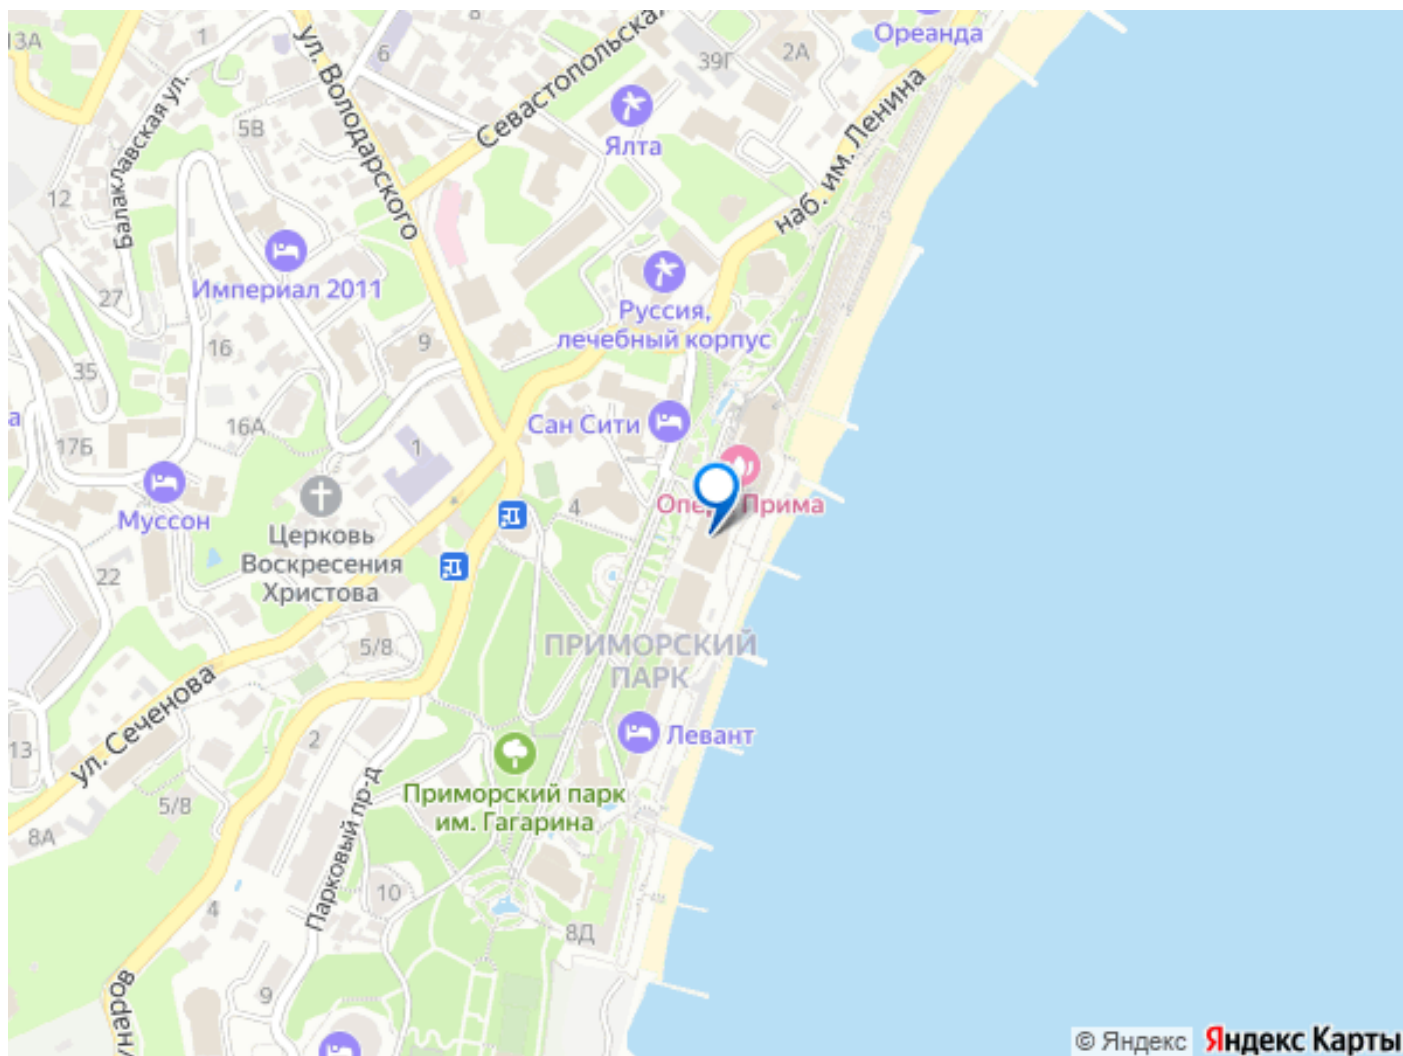 13А
1
6
8
ул. Володарского
Севастопольская
39Г
2А
Ореанда
Балаклавская ул.
5В
Ялта
наб. им. Ленина
12
Империал 2011
27
Руссия,
лечебный корпус
16
9
35
16А
17Б
а
1
Сан Сити
Муссон
Церковь
Воскресения
Христова
4
Опера Прима
22
5/8
ПРИМОРСКИЙ
ПАРК
ул. Сеченова
13
2
Левант
5/8
8А
Приморский парк
им. Гагарина
Парковый пр-д
10
4
8Д
9
унаров
© Яндекс Яндекс Карты